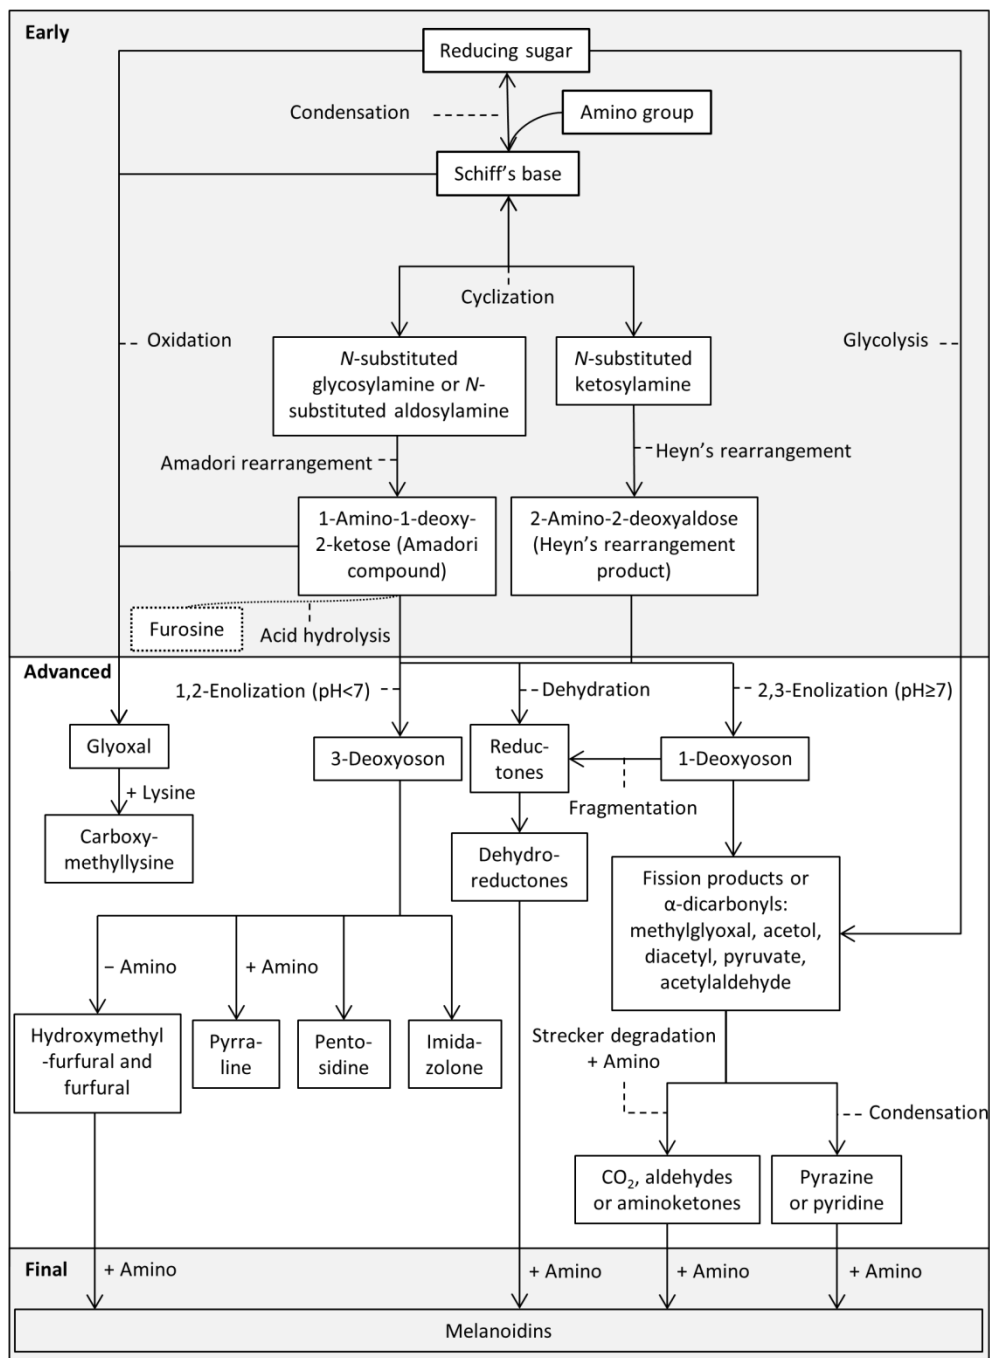 Early
Reducing sugar
Condensation
Amino group
Schiff's base
Cyclization
Oxidation
Glycolysis
N-substituted
glycosylamine or N-
substituted aldosylamine
N-substituted
ketosylamine
Amadori rearrangement
Heyn's rearrangement
1-Amino-1-deoxy-
2-ketose (Amadori
compound)
2-Amino-2-deoxyaldose
(Heyn's rearrangement
product)
Furosine
Acid hydrolysis
Advanced
1,2-Enolization (pH<7)
Dehydration
2,3-Enolization (pH≥7)
Glyoxal
3-Deoxyoson
Reduc-
tones
1-Deoxyoson
+ Lysine
Fragmentation
Carboxy-
methyllysine
Dehydro-
reductones
Fission products or
α-dicarbonyls:
methylglyoxal, acetol,
diacetyl, pyruvate,
acetylaldehyde
− Amino
+ Amino
Hydroxymethyl
-furfural and
furfural
Pyrra-
line
Pento-
sidine
Imida-
zolone
Strecker degradation
+ Amino
Condensation
CO₂, aldehydes
or aminoketones
Pyrazine
or pyridine
Final
+ Amino
+ Amino
+ Amino
+ Amino
Melanoidins